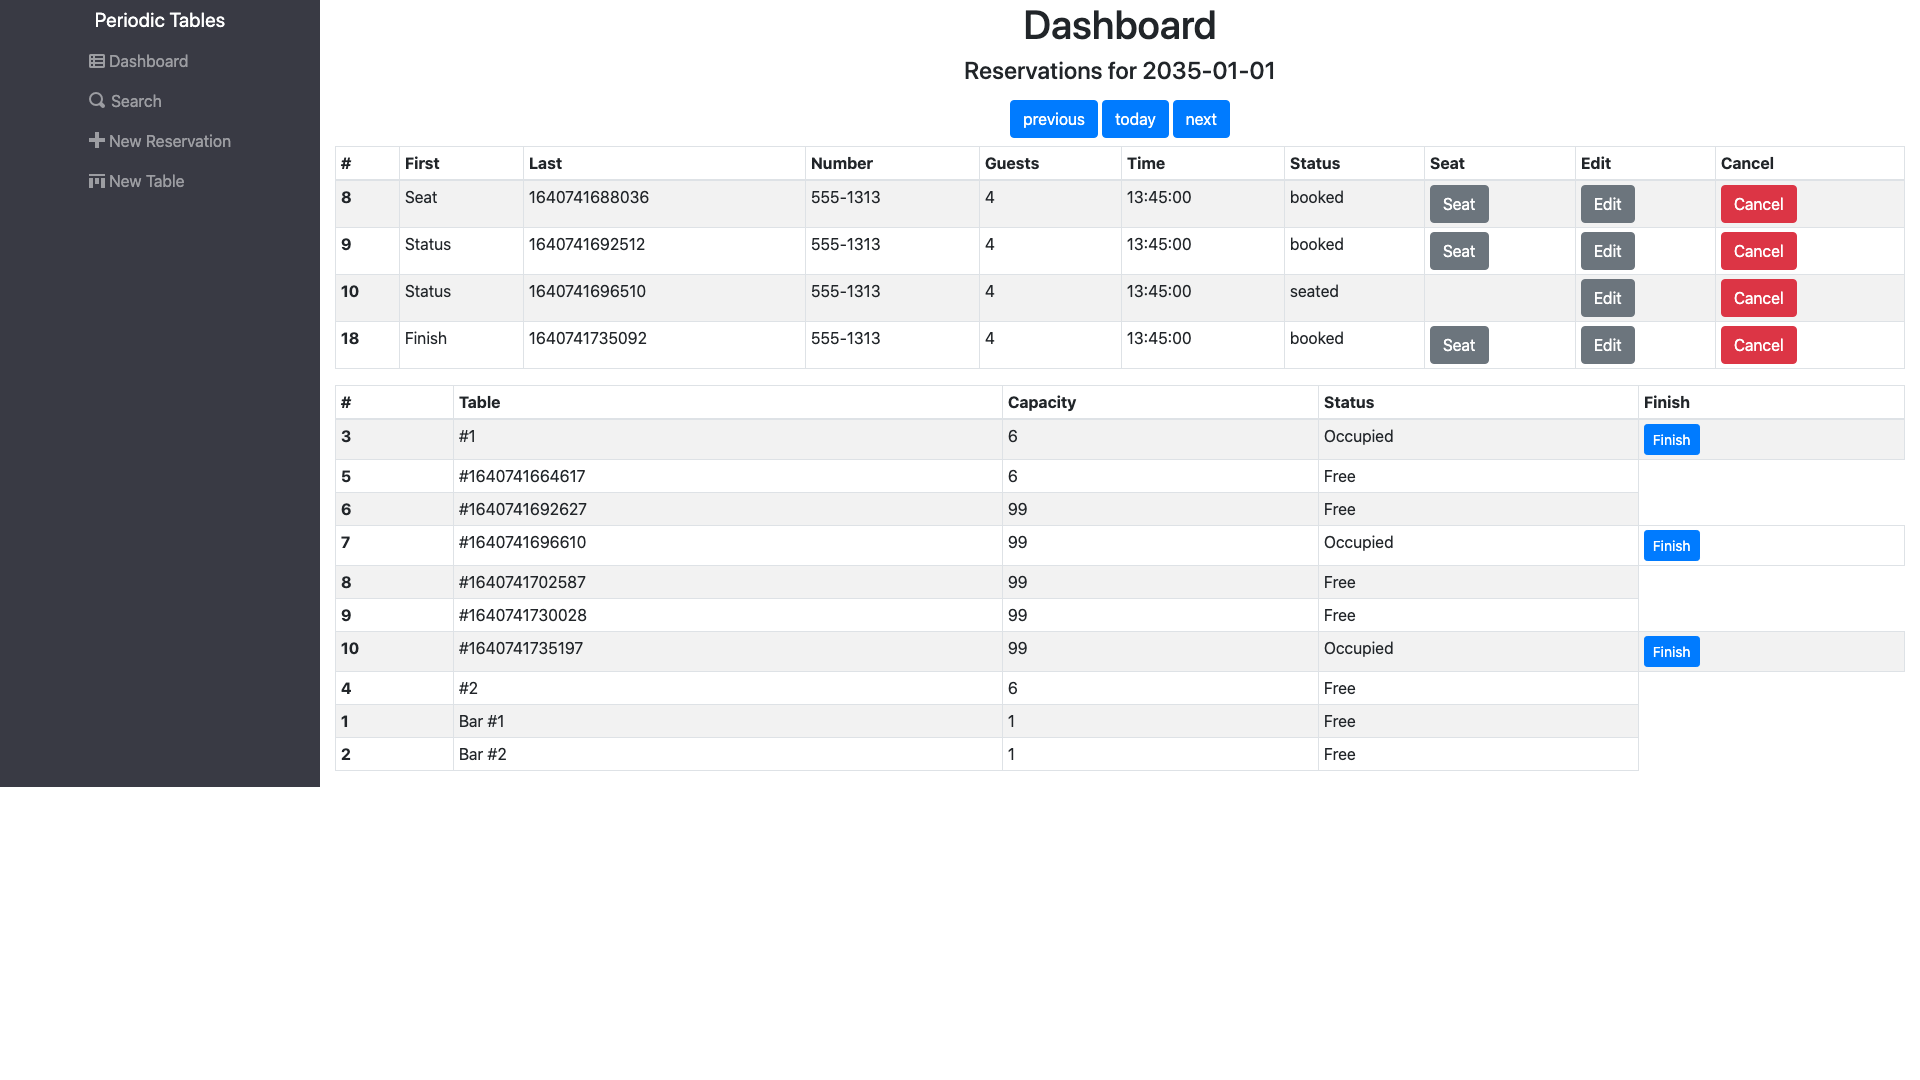 Periodic Tables
Dashboard
Search
New Reservation
New Table
Dashboard
Reservations for 2035-01-01
previous today next
# First Last Number Guests Time Status Seat Edit Cancel
8 Seat 1640741688036 555-1313 4 13:45:00 booked Seat Edit Cancel
9 Status 1640741692512 555-1313 4 13:45:00 booked Seat Edit Cancel
10 Status 1640741696510 555-1313 4 13:45:00 seated Edit Cancel
18 Finish 1640741735092 555-1313 4 13:45:00 booked Seat Edit Cancel
# Table Capacity Status Finish
3 #1 6 Occupied Finish
5 #1640741664617 6 Free
6 #1640741692627 99 Free
7 #1640741696610 99 Occupied Finish
8 #1640741702587 99 Free
9 #1640741730028 99 Free
10 #1640741735197 99 Occupied Finish
4 #2 6 Free
1 Bar #1 1 Free
2 Bar #2 1 Free